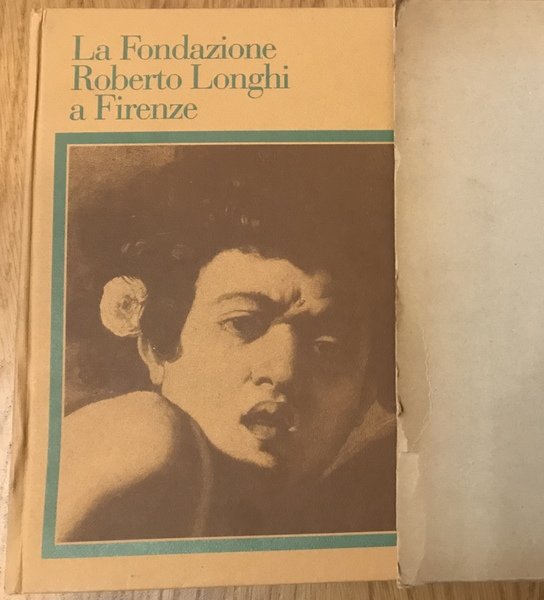 La Fondazione
Roberto Longhi
a Firenze